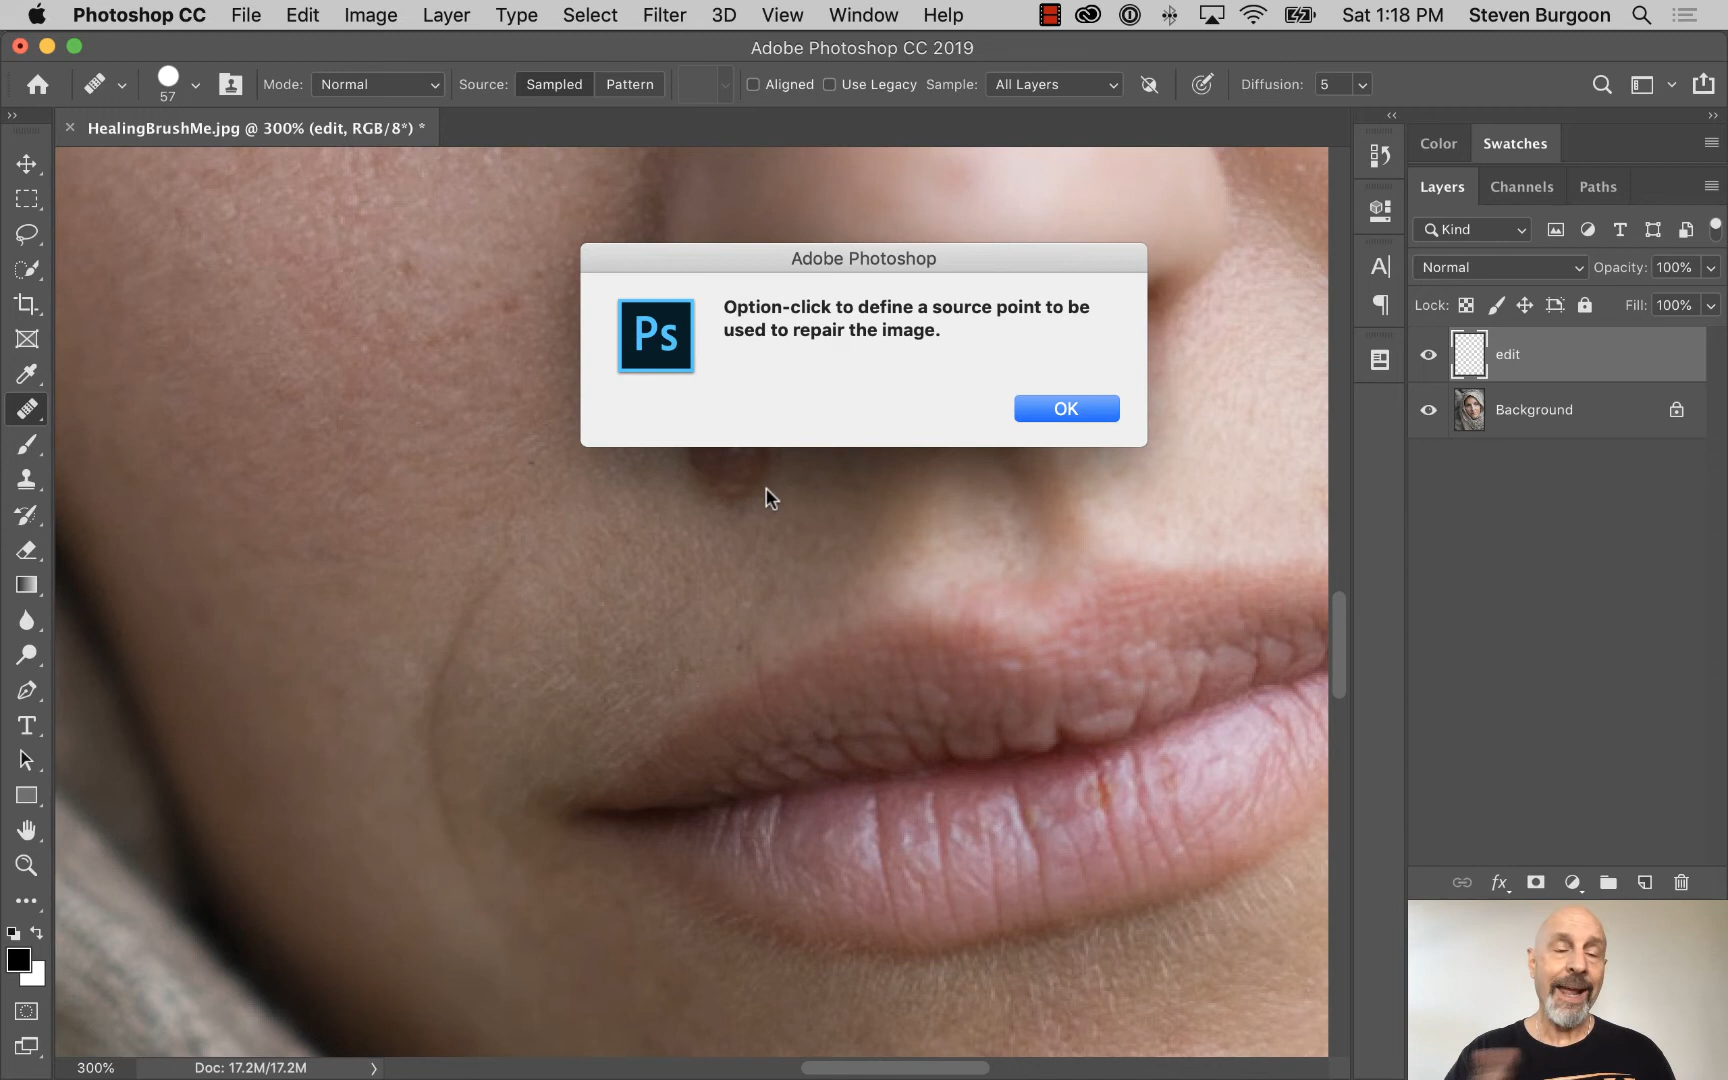 Photoshop CC File Edit Image Layer Type Select Filter 3D View Window Help Sat 1:18 PM Steven Burgoon
Adobe Photoshop CC 2019
57 Mode: Normal Source: Sampled Pattern Aligned Use Legacy Sample: All Layers Diffusion: 5
HealingBrushMe.jpg @ 300% (edit, RGB/8*) *
Color Swatches
Layers Channels Paths
Kind
Normal Opacity: 100%
Lock: Fill: 100%
edit
Background
fx
Adobe Photoshop
Ps
Option-click to define a source point to be
used to repair the image.
OK
300% Doc: 17.2M/17.2M